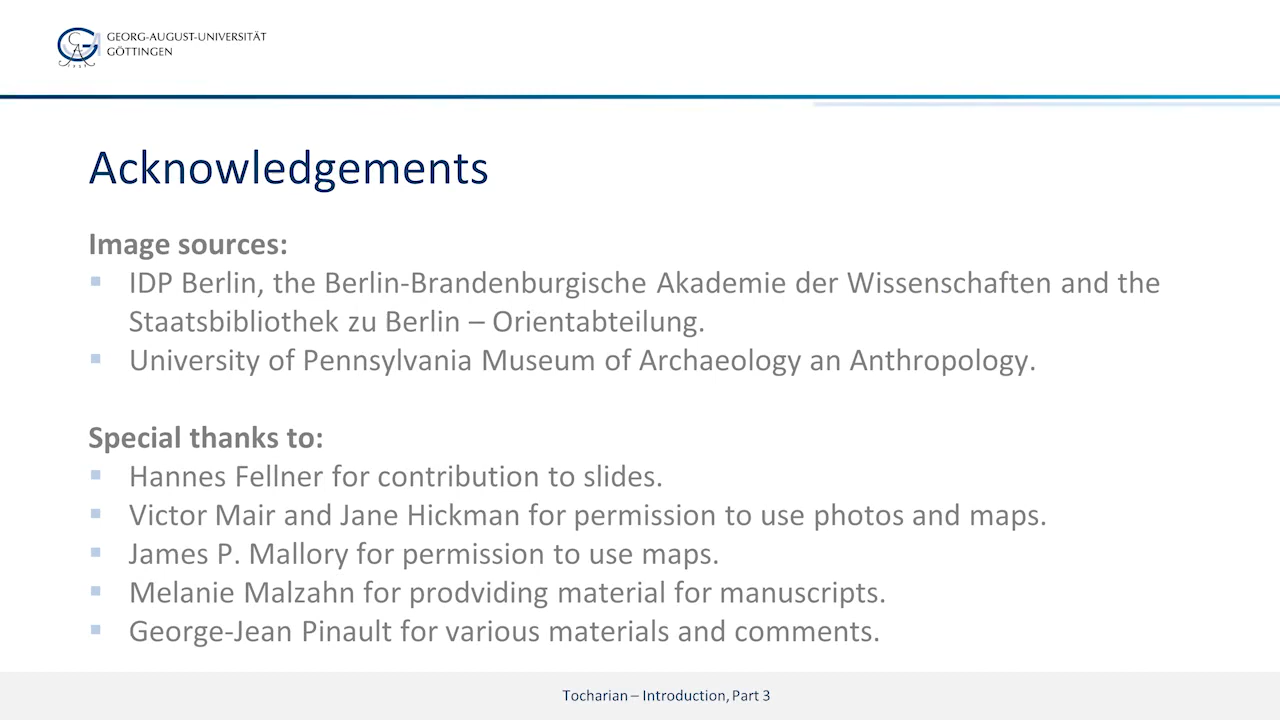 GEORG-AUGUST-UNIVERSITÄT
GÖTTINGEN
Acknowledgements
Image sources:
IDP Berlin, the Berlin-Brandenburgische Akademie der Wissenschaften and the
Staatsbibliothek zu Berlin – Orientabteilung.
University of Pennsylvania Museum of Archaeology an Anthropology.
Special thanks to:
Hannes Fellner for contribution to slides.
Victor Mair and Jane Hickman for permission to use photos and maps.
James P. Mallory for permission to use maps.
Melanie Malzahn for prodviding material for manuscripts.
George-Jean Pinault for various materials and comments.
Tocharian – Introduction, Part 3